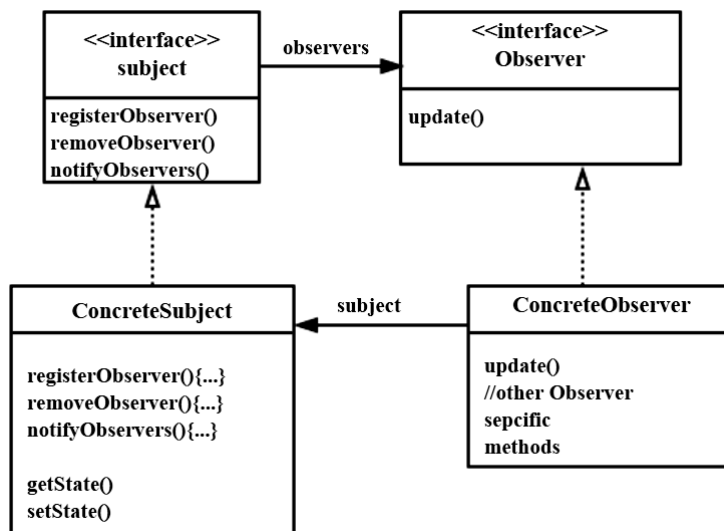 <<interface>>
subject
registerObserver()
removeObserver()
notifyObservers()
observers
<<interface>>
Observer
update()
ConcreteSubject
registerObserver(){...}
removeObserver(){...}
notifyObservers(){...}
getState()
setState()
subject
ConcreteObserver
update()
//other Observer
sepcific
methods